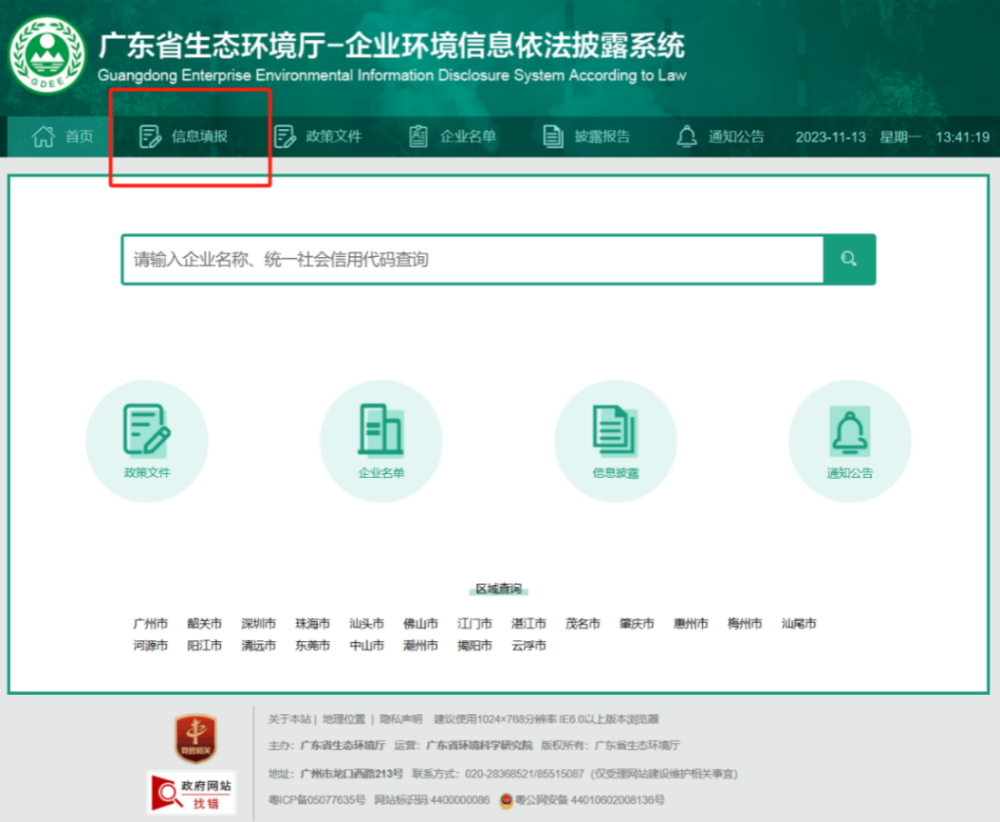 广东省生态环境厅-企业环境信息依法披露系统
Guangdong Enterprise Environmental Information Disclosure System According to Law
GDEE
首页 信息填报 政策文件 企业名单 披露报告 通知公告 2023-11-13 星期一 13:41:19
请输入企业名称、统一社会信用代码查询
政策文件 企业名单 信息披露 通知公告
区域查询
广州市 韶关市 深圳市 珠海市 汕头市 佛山市 江门市 湛江市 茂名市 肇庆市 惠州市 梅州市 汕尾市
河源市 阳江市 清远市 东莞市 中山市 潮州市 揭阳市 云浮市
关于本站 | 地理位置 | 隐私声明 建议使用1024×768分辨率 IE6.0以上版本浏览器
主办：广东省生态环境厅 运营：广东省环境科学研究院 版权所有：广东省生态环境厅
地址：广州市龙口西路213号 联系方式：020-28368521/85515087（仅受理网站建设维护相关事宜）
粤ICP备05077635号 网站标识码 4400000086 粤公网安备 44010602008136号
党政机关
政府网站
找错